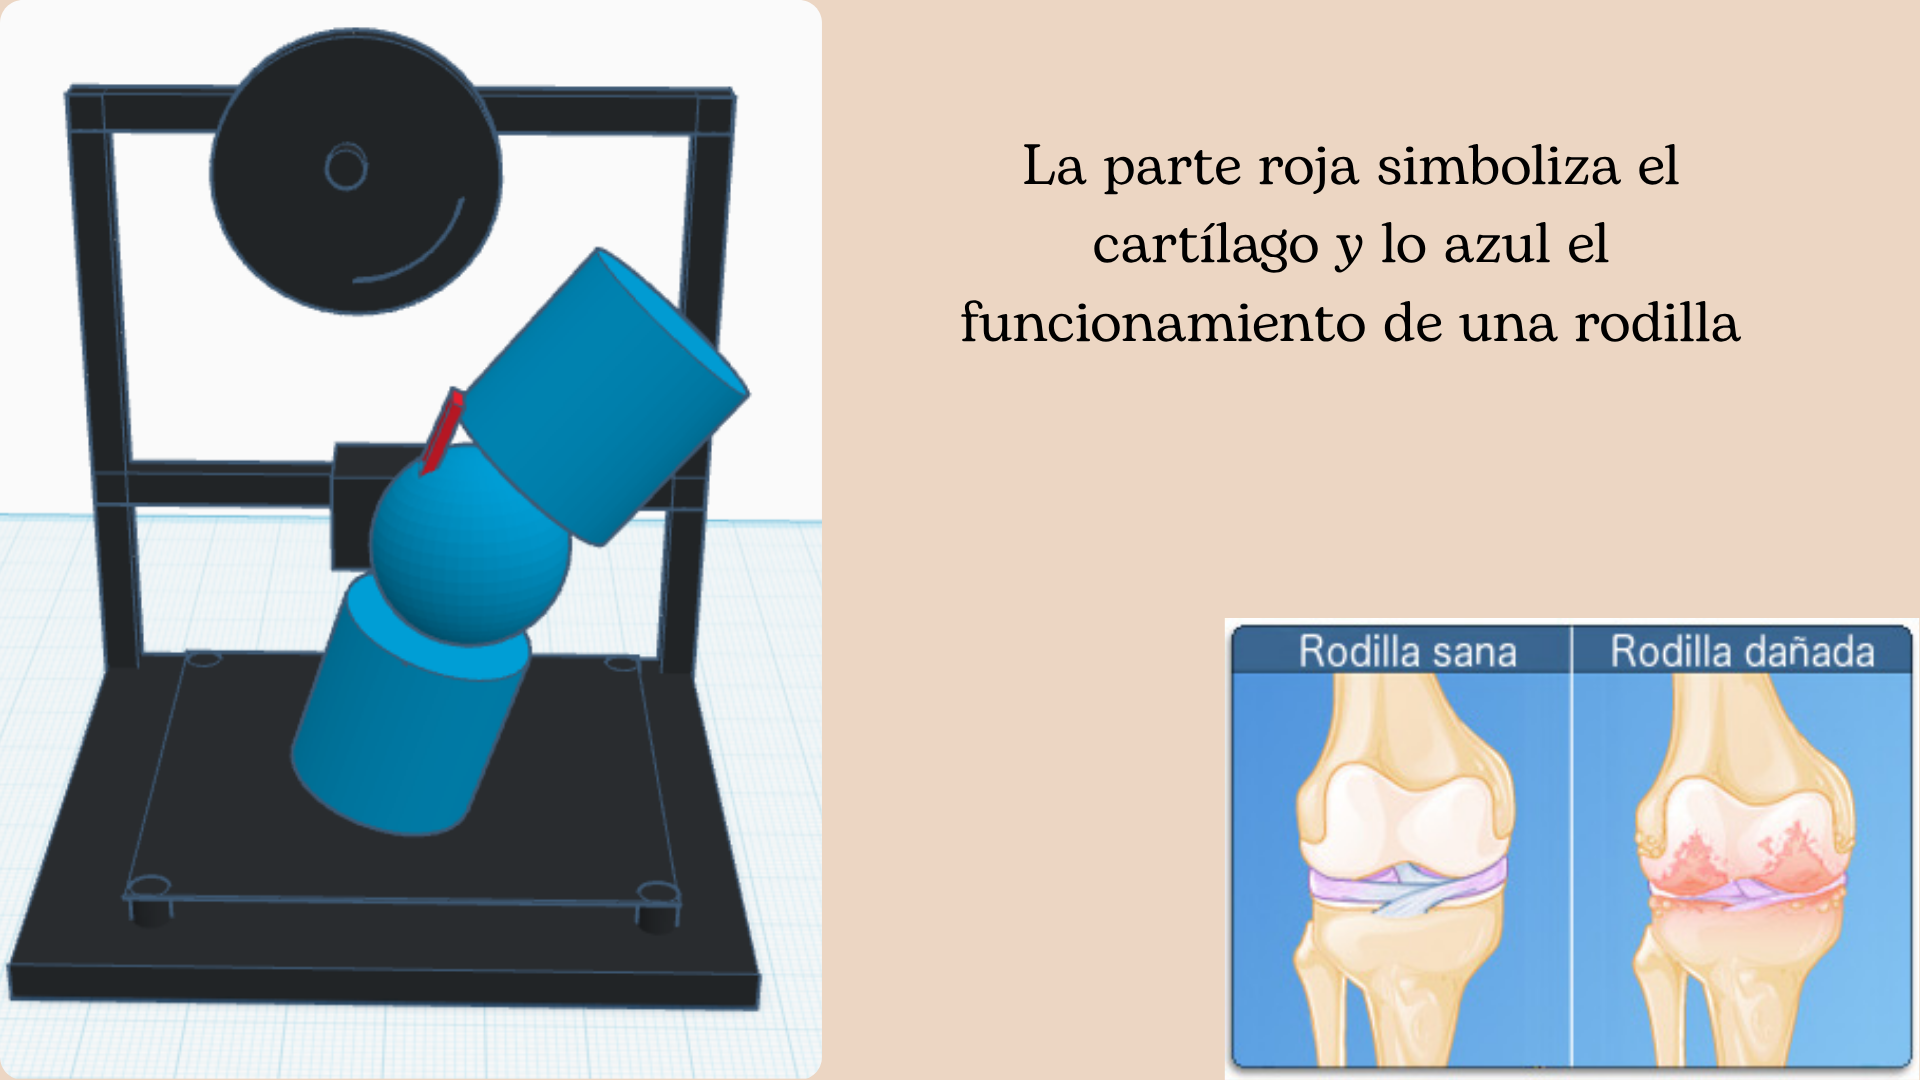 La parte roja simboliza el
cartílago y lo azul el
funcionamiento de una rodilla
Rodilla sana
Rodilla dañada